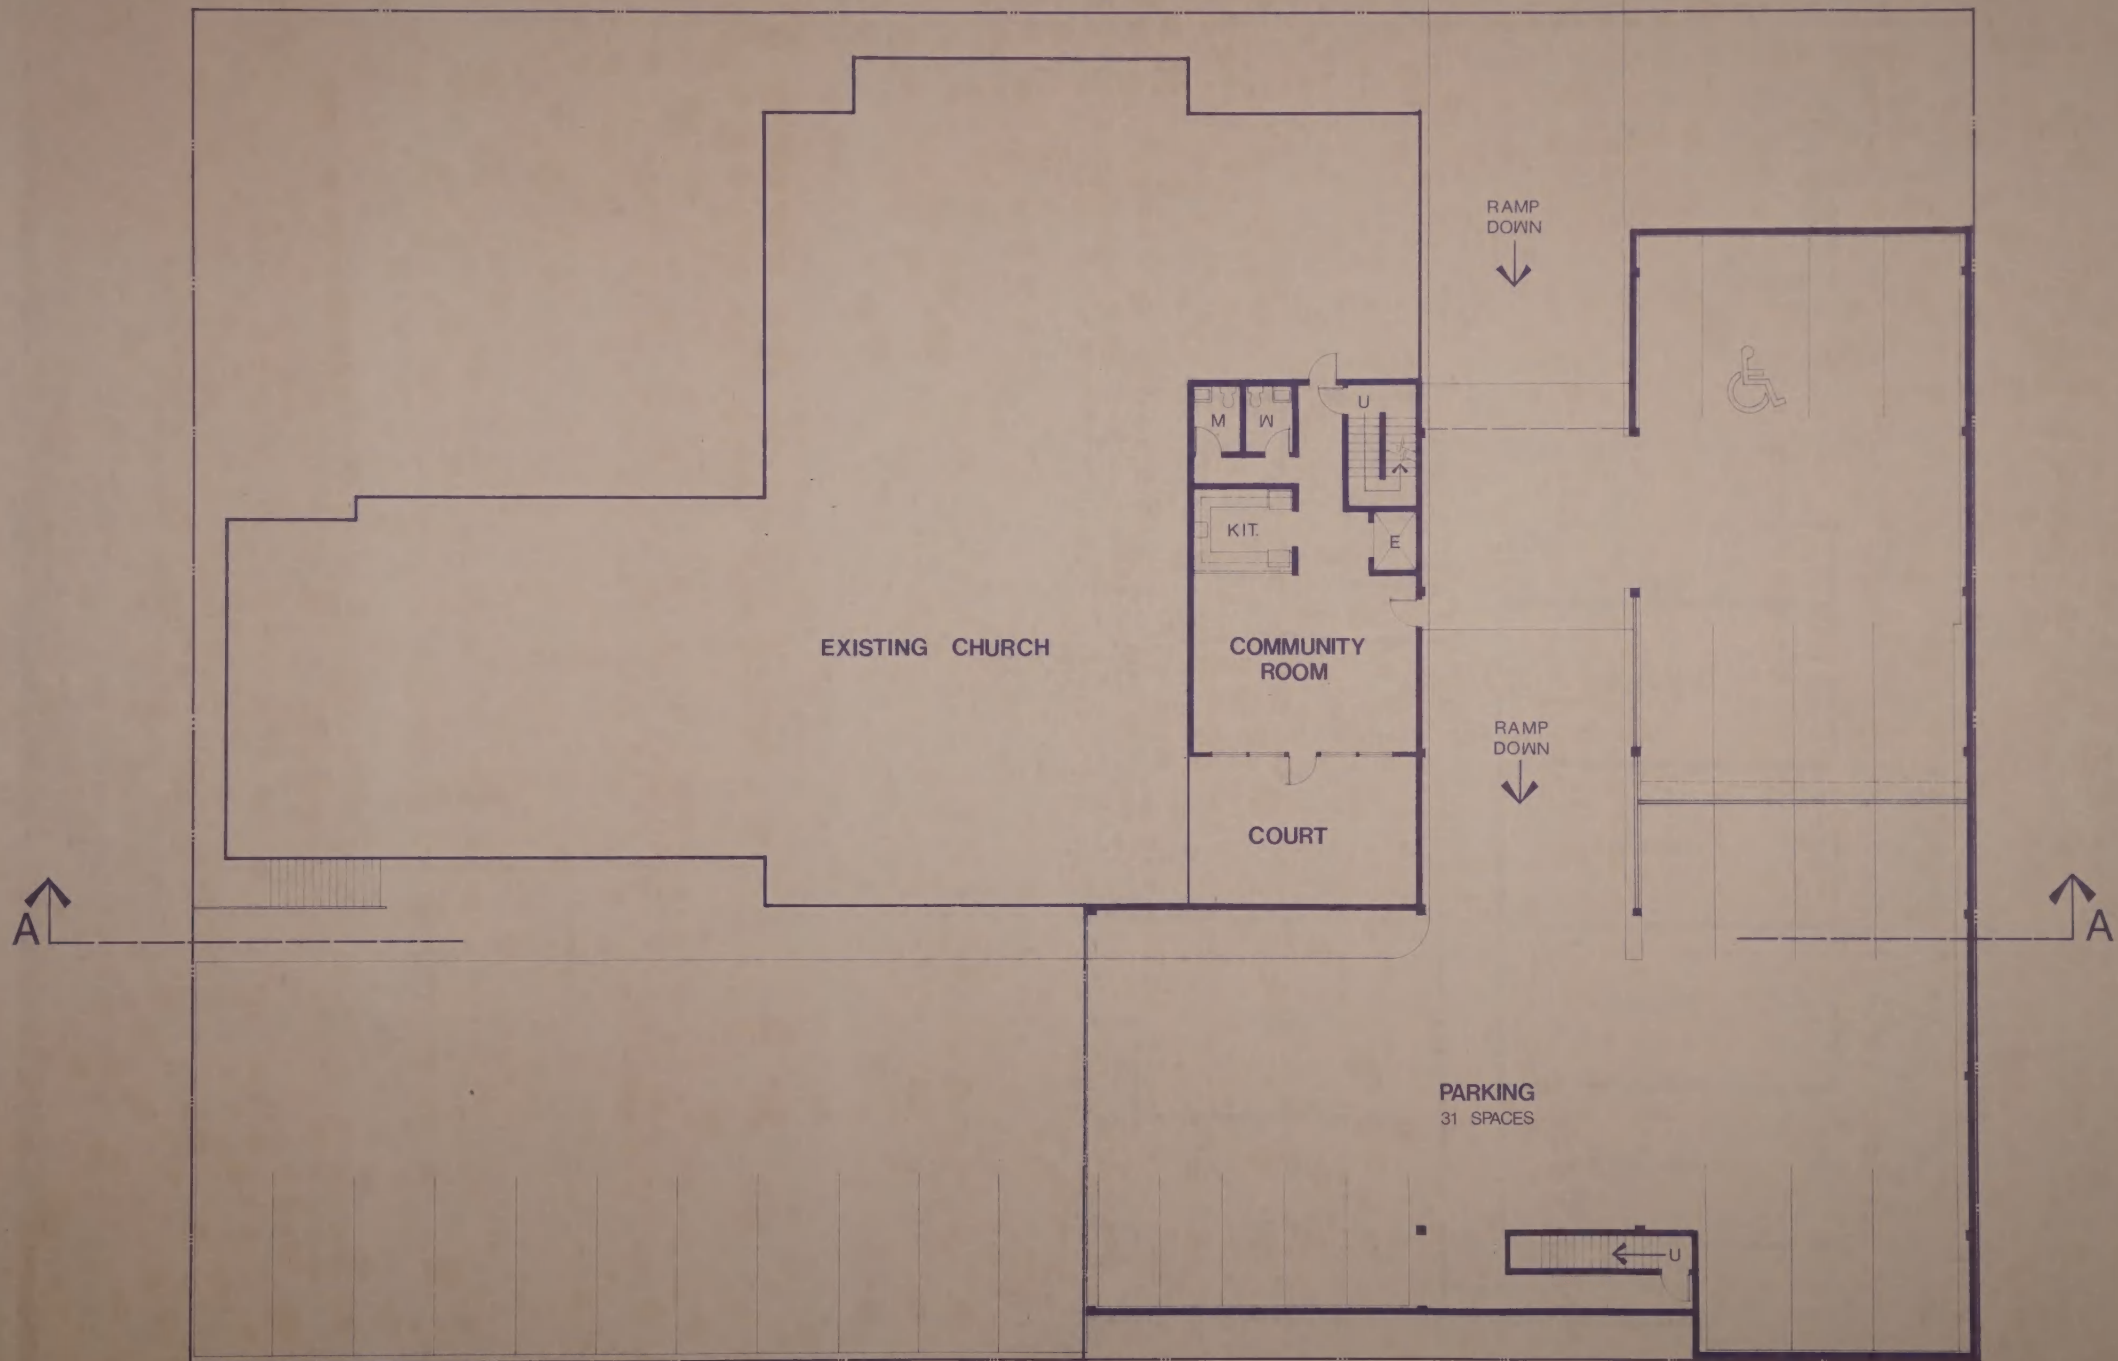 RAMP
DOWN
U
M
W
KIT.
E
EXISTING CHURCH
COMMUNITY
ROOM
RAMP
DOWN
COURT
A
A
PARKING
31 SPACES
U